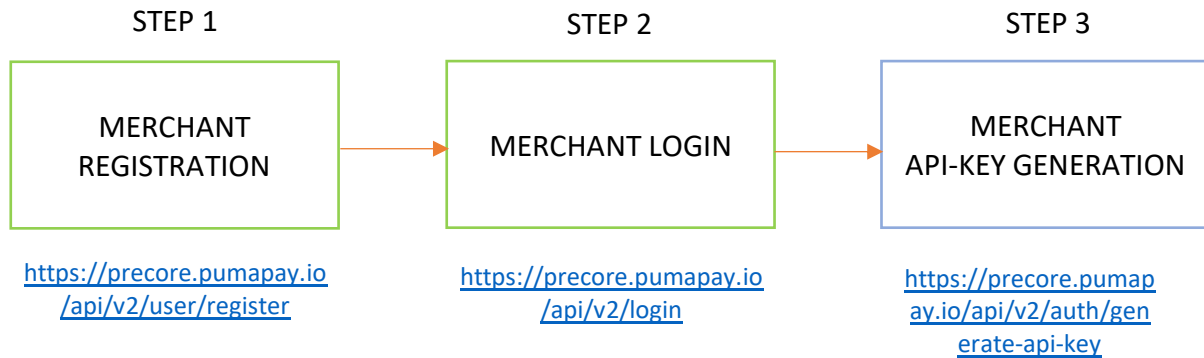 STEP 1
STEP 2
STEP 3
MERCHANT
REGISTRATION
MERCHANT LOGIN
MERCHANT
API-KEY GENERATION
https://precore.pumapay.io
/api/v2/user/register
https://precore.pumapay.io
/api/v2/login
https://precore.pumap
ay.io/api/v2/auth/gen
erate-api-key